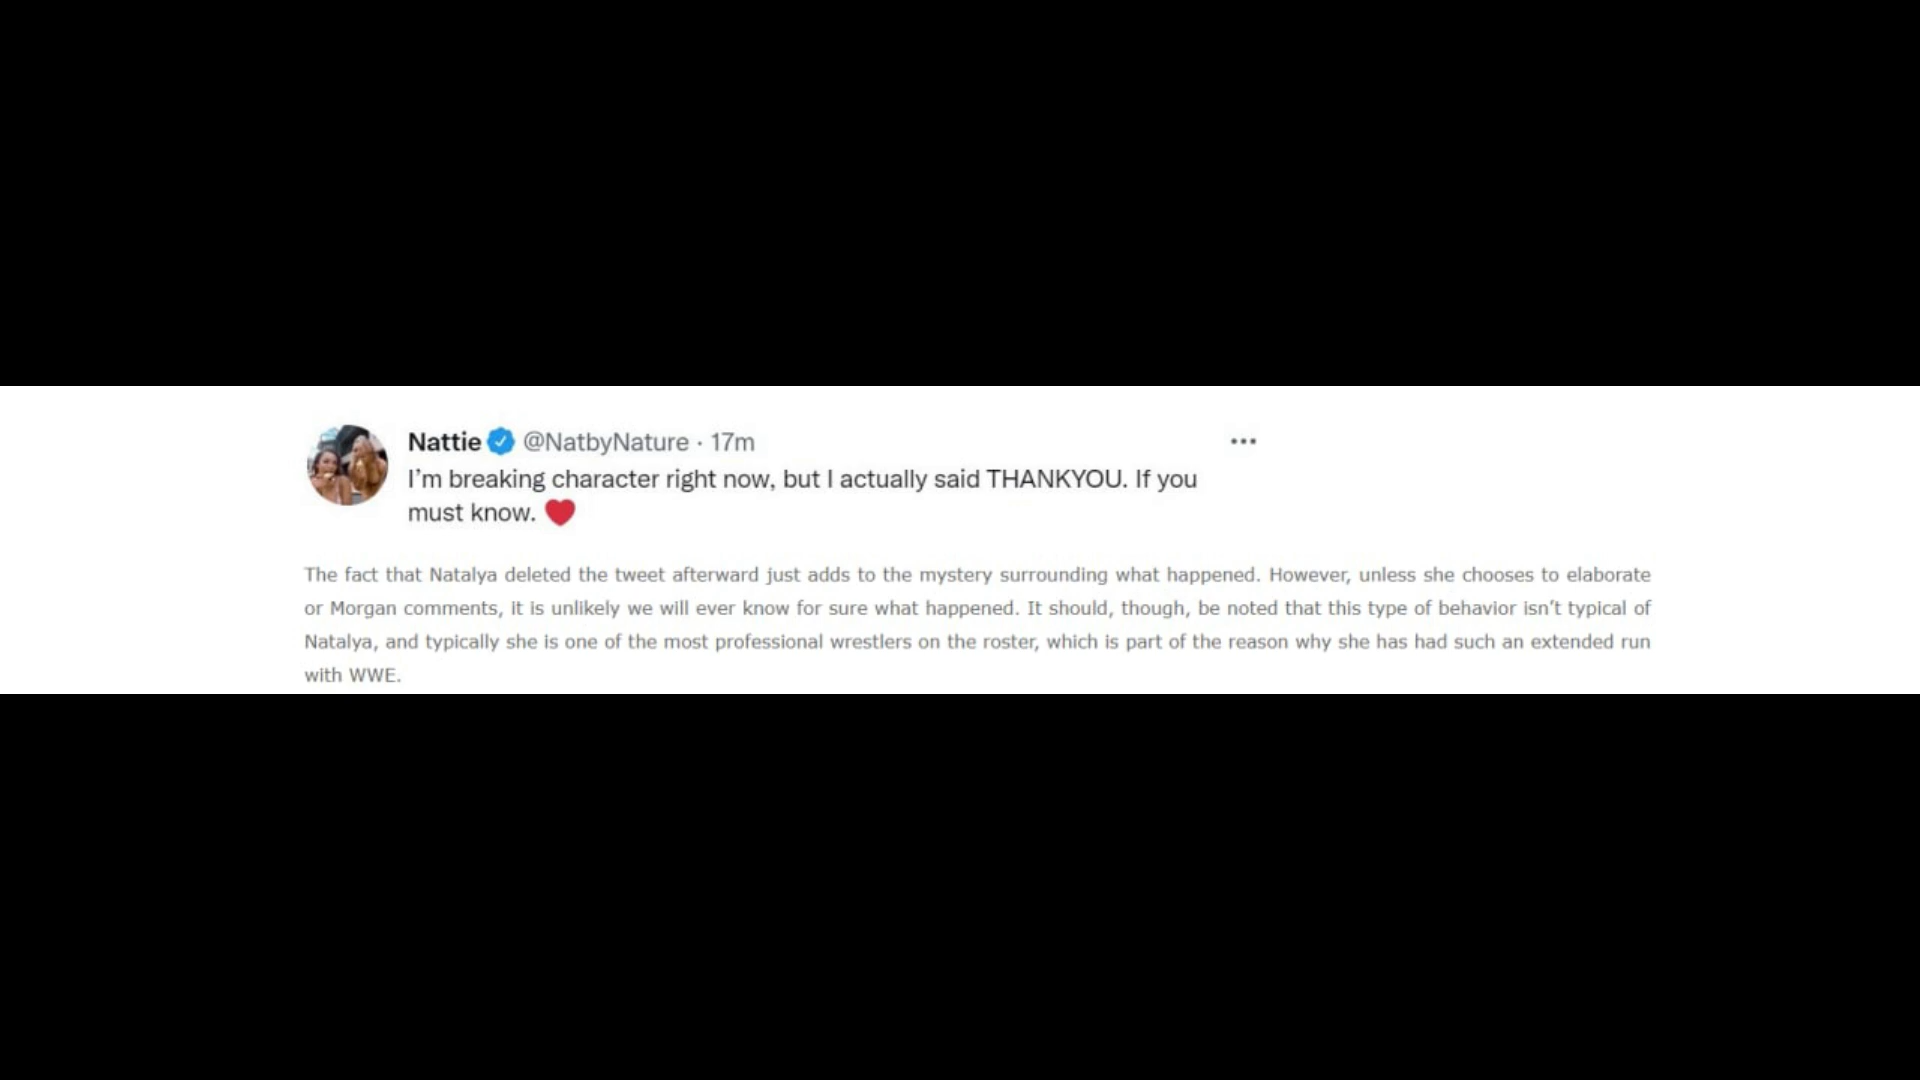 Nattie @NatbyNature · 17m
I'm breaking character right now, but I actually said THANKYOU. If you
must know. ❤️
The fact that Natalya deleted the tweet afterward just adds to the mystery surrounding what happened. However, unless she chooses to elaborate
or Morgan comments, it is unlikely we will ever know for sure what happened. It should, though, be noted that this type of behavior isn't typical of
Natalya, and typically she is one of the most professional wrestlers on the roster, which is part of the reason why she has had such an extended run
with WWE.